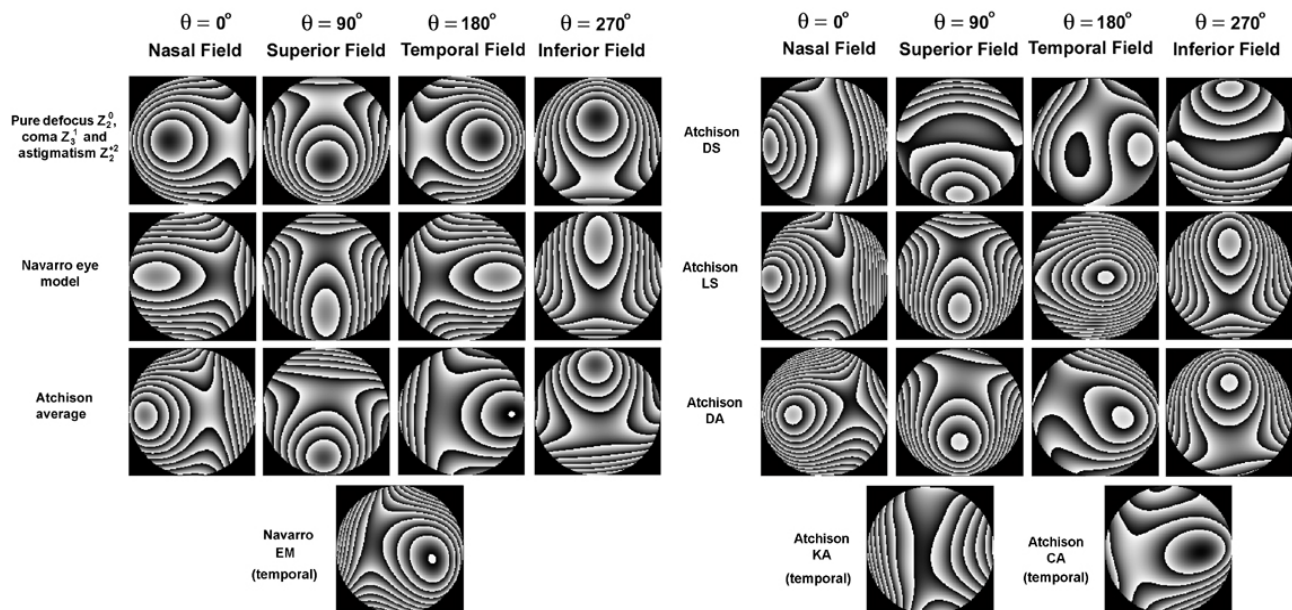 θ = 0° θ = 90° θ = 180° θ = 270°
Nasal Field Superior Field Temporal Field Inferior Field
Pure defocus Z₂⁰,
coma Z₃¹ and
astigmatism Z₂⁺²
Navarro eye
model
Atchison
average
Navarro
EM
(temporal)
θ = 0° θ = 90° θ = 180° θ = 270°
Nasal Field Superior Field Temporal Field Inferior Field
Atchison
DS
Atchison
LS
Atchison
DA
Atchison
KA
(temporal)
Atchison
CA
(temporal)